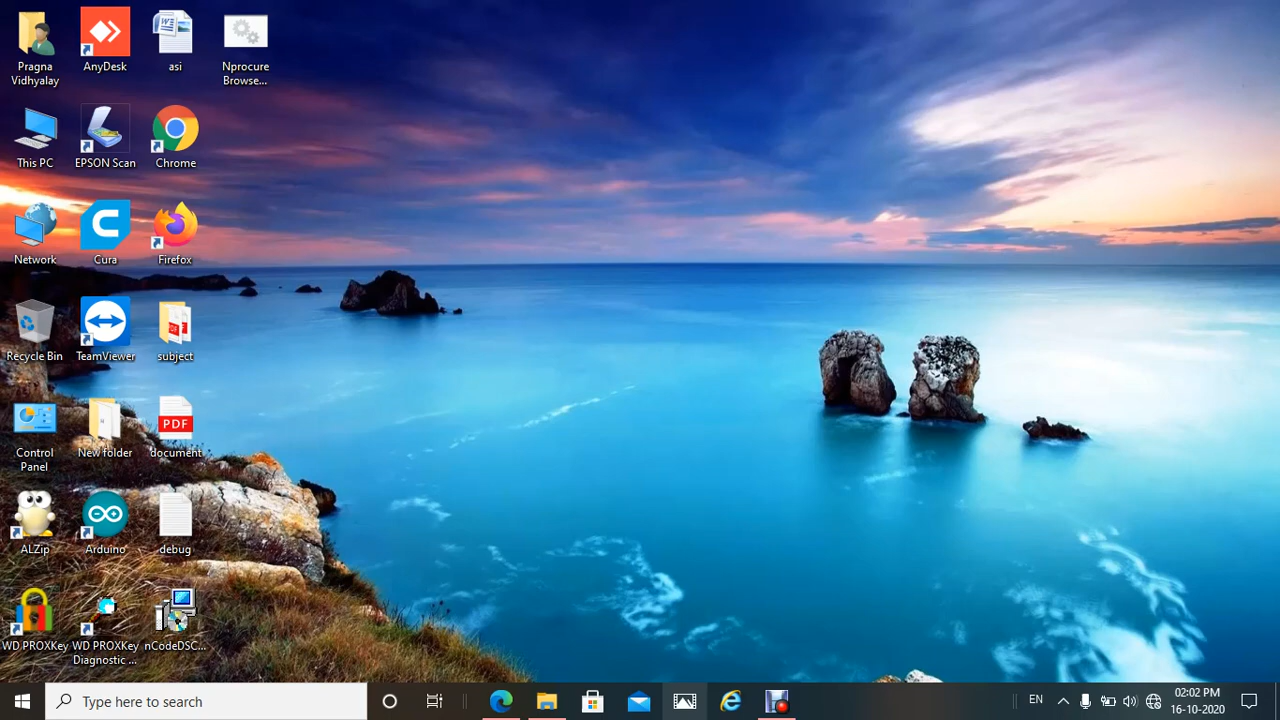 Pragna
Vidhyalay
AnyDesk
asi
Nprocure
Browse...
This PC
EPSON Scan
Chrome
Network
Cura
Firefox
Recycle Bin
TeamViewer
PDF
subject
Control
Panel
New folder
PDF
document
ALZip
Arduino
debug
WD PROXKey
WD PROXKey
Diagnostic ...
nCodeDSC...
Type here to search
EN
02:02 PM
16-10-2020